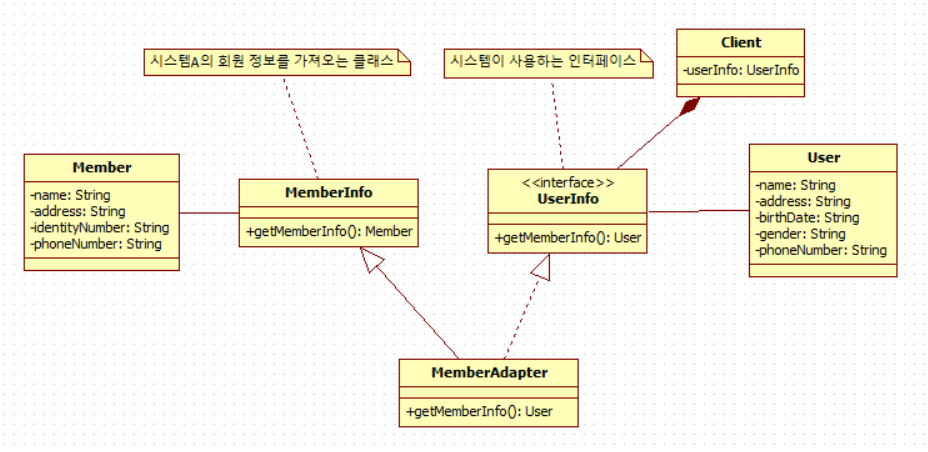 시스템A의 회원 정보를 가져오는 클래스
시스템이 사용하는 인터페이스
Client
-userInfo: UserInfo
Member
-name: String
-address: String
-identityNumber: String
-phoneNumber: String
MemberInfo
+getMemberInfo(): Member
<<interface>>
UserInfo
+getMemberInfo(): User
User
-name: String
-address: String
-birthDate: String
-gender: String
-phoneNumber: String
MemberAdapter
+getMemberInfo(): User